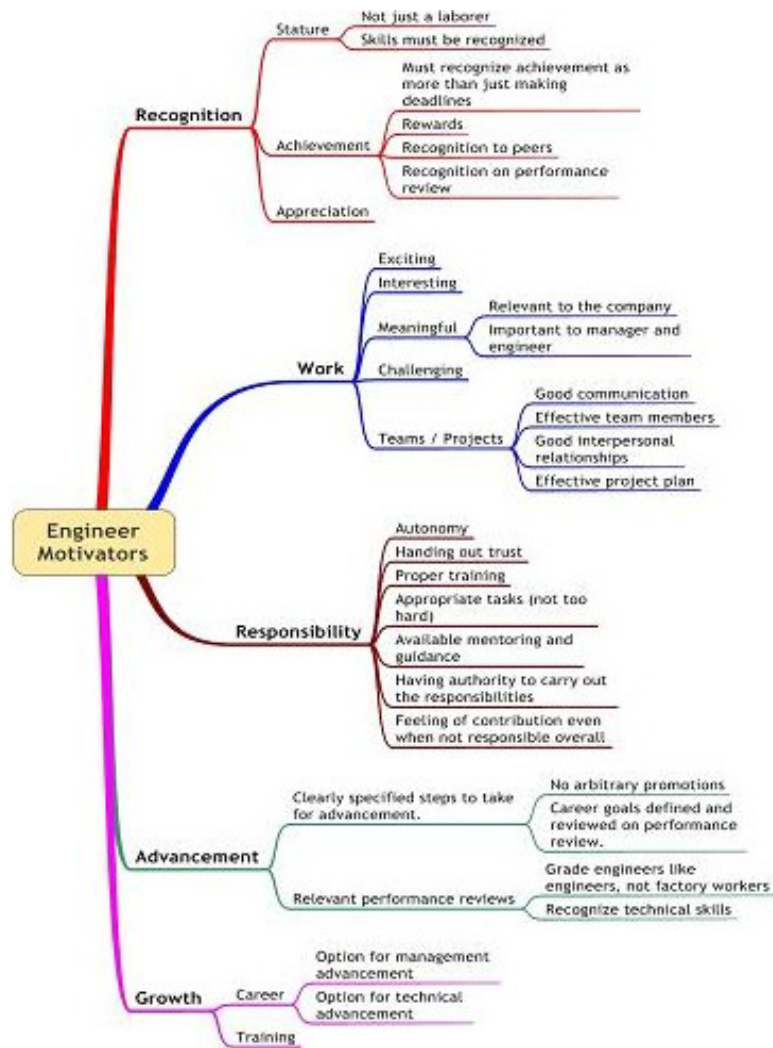 Not just a laborer
Stature
Skills must be recognized
Must recognize achievement as
more than just making
deadlines
Recognition
Rewards
Achievement
Recognition to peers
Recognition on performance
review
Appreciation
Exciting
Interesting
Relevant to the company
Meaningful
Important to manager and
engineer
Work
Challenging
Good communication
Effective team members
Teams / Projects
Good interpersonal
relationships
Effective project plan
Engineer
Motivators
Autonomy
Handing out trust
Proper training
Appropriate tasks (not too
hard)
Responsibility
Available mentoring and
guidance
Having authority to carry out
the responsibilities
Feeling of contribution even
when not responsible overall
No arbitrary promotions
Clearly specified steps to take
for advancement.
Career goals defined and
reviewed on performance
review.
Advancement
Grade engineers like
engineers, not factory workers
Relevant performance reviews
Recognize technical skills
Option for management
advancement
Growth
Career
Option for technical
advancement
Training